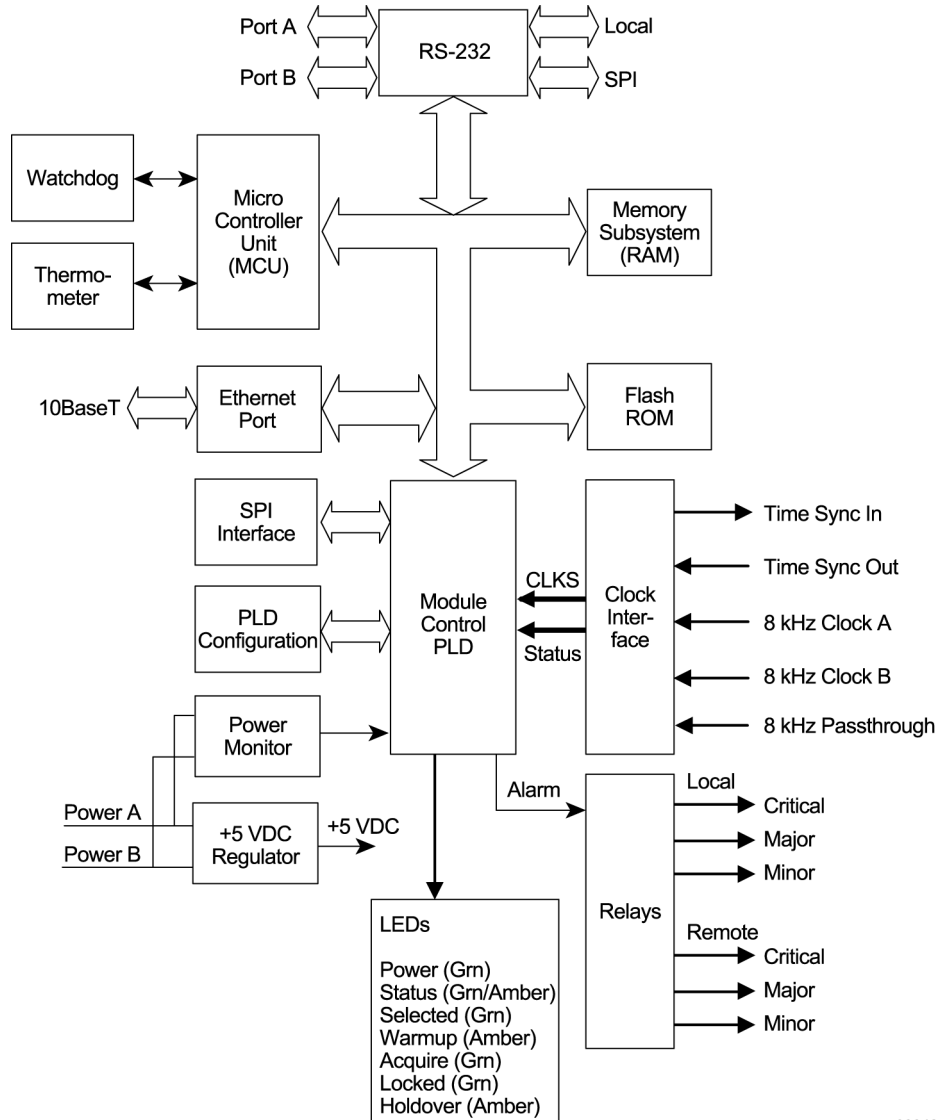 Port A
Local
RS-232
Port B
SPI
Watchdog
Micro
Controller
Unit
(MCU)
Memory
Subsystem
(RAM)
Thermo-
meter
10BaseT
Ethernet
Port
Flash
ROM
SPI
Interface
PLD
Configuration
Module
Control
PLD
CLKS
Status
Clock
Inter-
face
Time Sync In
Time Sync Out
8 kHz Clock A
8 kHz Clock B
8 kHz Passthrough
Power
Monitor
Power A
Power B
+5 VDC
Regulator
+5 VDC
Alarm
Relays
Local
Critical
Major
Minor
Remote
Critical
Major
Minor
LEDs
Power (Grn)
Status (Grn/Amber)
Selected (Grn)
Warmup (Amber)
Acquire (Grn)
Locked (Grn)
Holdover (Amber)